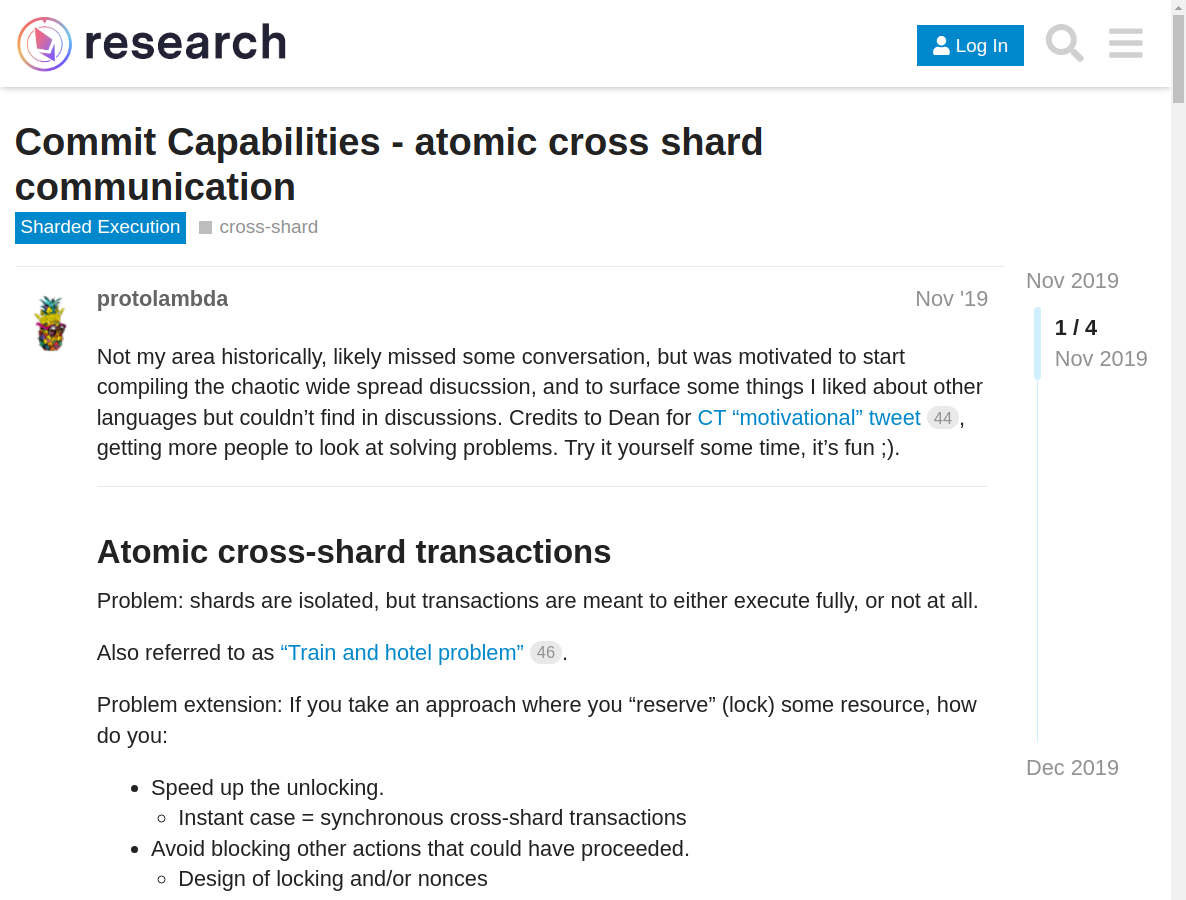 research
Log In
Commit Capabilities - atomic cross shard
communication
Sharded Execution cross-shard
Nov 2019
protolambda Nov '19
1 / 4
Nov 2019
Not my area historically, likely missed some conversation, but was motivated to start
compiling the chaotic wide spread disucssion, and to surface some things I liked about other
languages but couldn’t find in discussions. Credits to Dean for CT “motivational” tweet 44 ,
getting more people to look at solving problems. Try it yourself some time, it’s fun ;).
Atomic cross-shard transactions
Problem: shards are isolated, but transactions are meant to either execute fully, or not at all.
Also referred to as “Train and hotel problem” 46 .
Problem extension: If you take an approach where you “reserve” (lock) some resource, how
do you:
Dec 2019
• Speed up the unlocking.
◦ Instant case = synchronous cross-shard transactions
• Avoid blocking other actions that could have proceeded.
◦ Design of locking and/or nonces